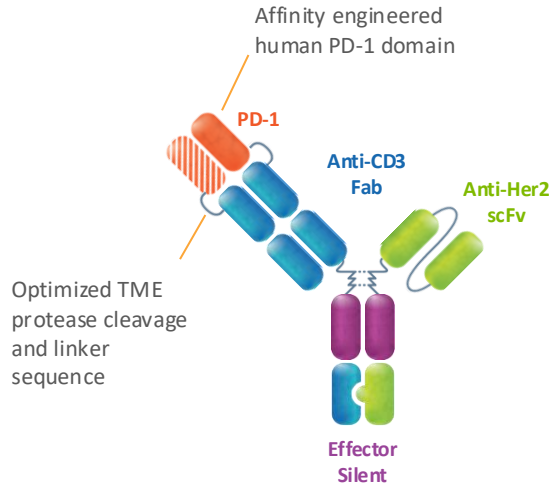 Affinity engineered
human PD-1 domain
PD-1
Anti-CD3
Fab
Anti-Her2
scFv
Optimized TME
protease cleavage
and linker
sequence
Effector
Silent